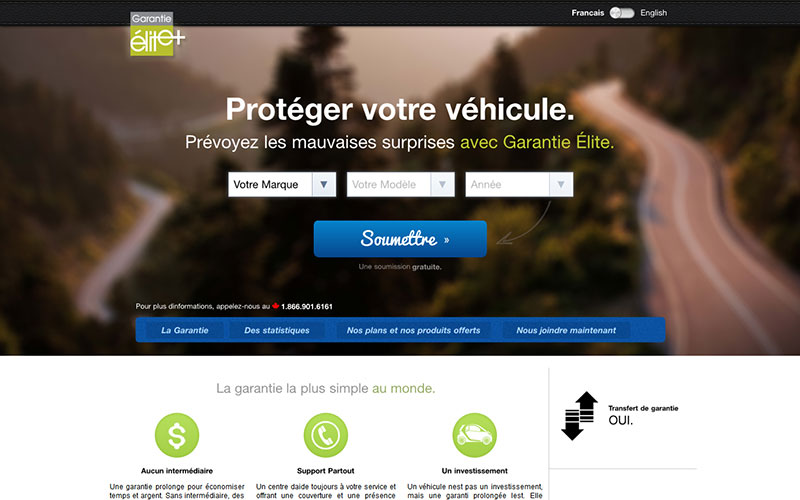 Garantie
élite+
Francais English
Protéger votre véhicule.
Prévoyez les mauvaises surprises avec Garantie Élite.
Votre Marque ▼ Votre Modèle ▼ Année ▼
Soumettre »
Une soumission gratuite.
Pour plus dinformations, appelez-nous au 1.866.901.6161
La Garantie Des statistiques Nos plans et nos produits offerts Nous joindre maintenant
La garantie la plus simple au monde.
Transfert de garantie
OUI.
$
Aucun intermédiaire Support Partout Un investissement
Une garantie prolonge pour économiser Un centre daide toujours à votre service et Un véhicule nest pas un investissement,
temps et argent. Sans intermédiaire, des offrant une couverture et une présence mais une garanti prolongée lest. Elle